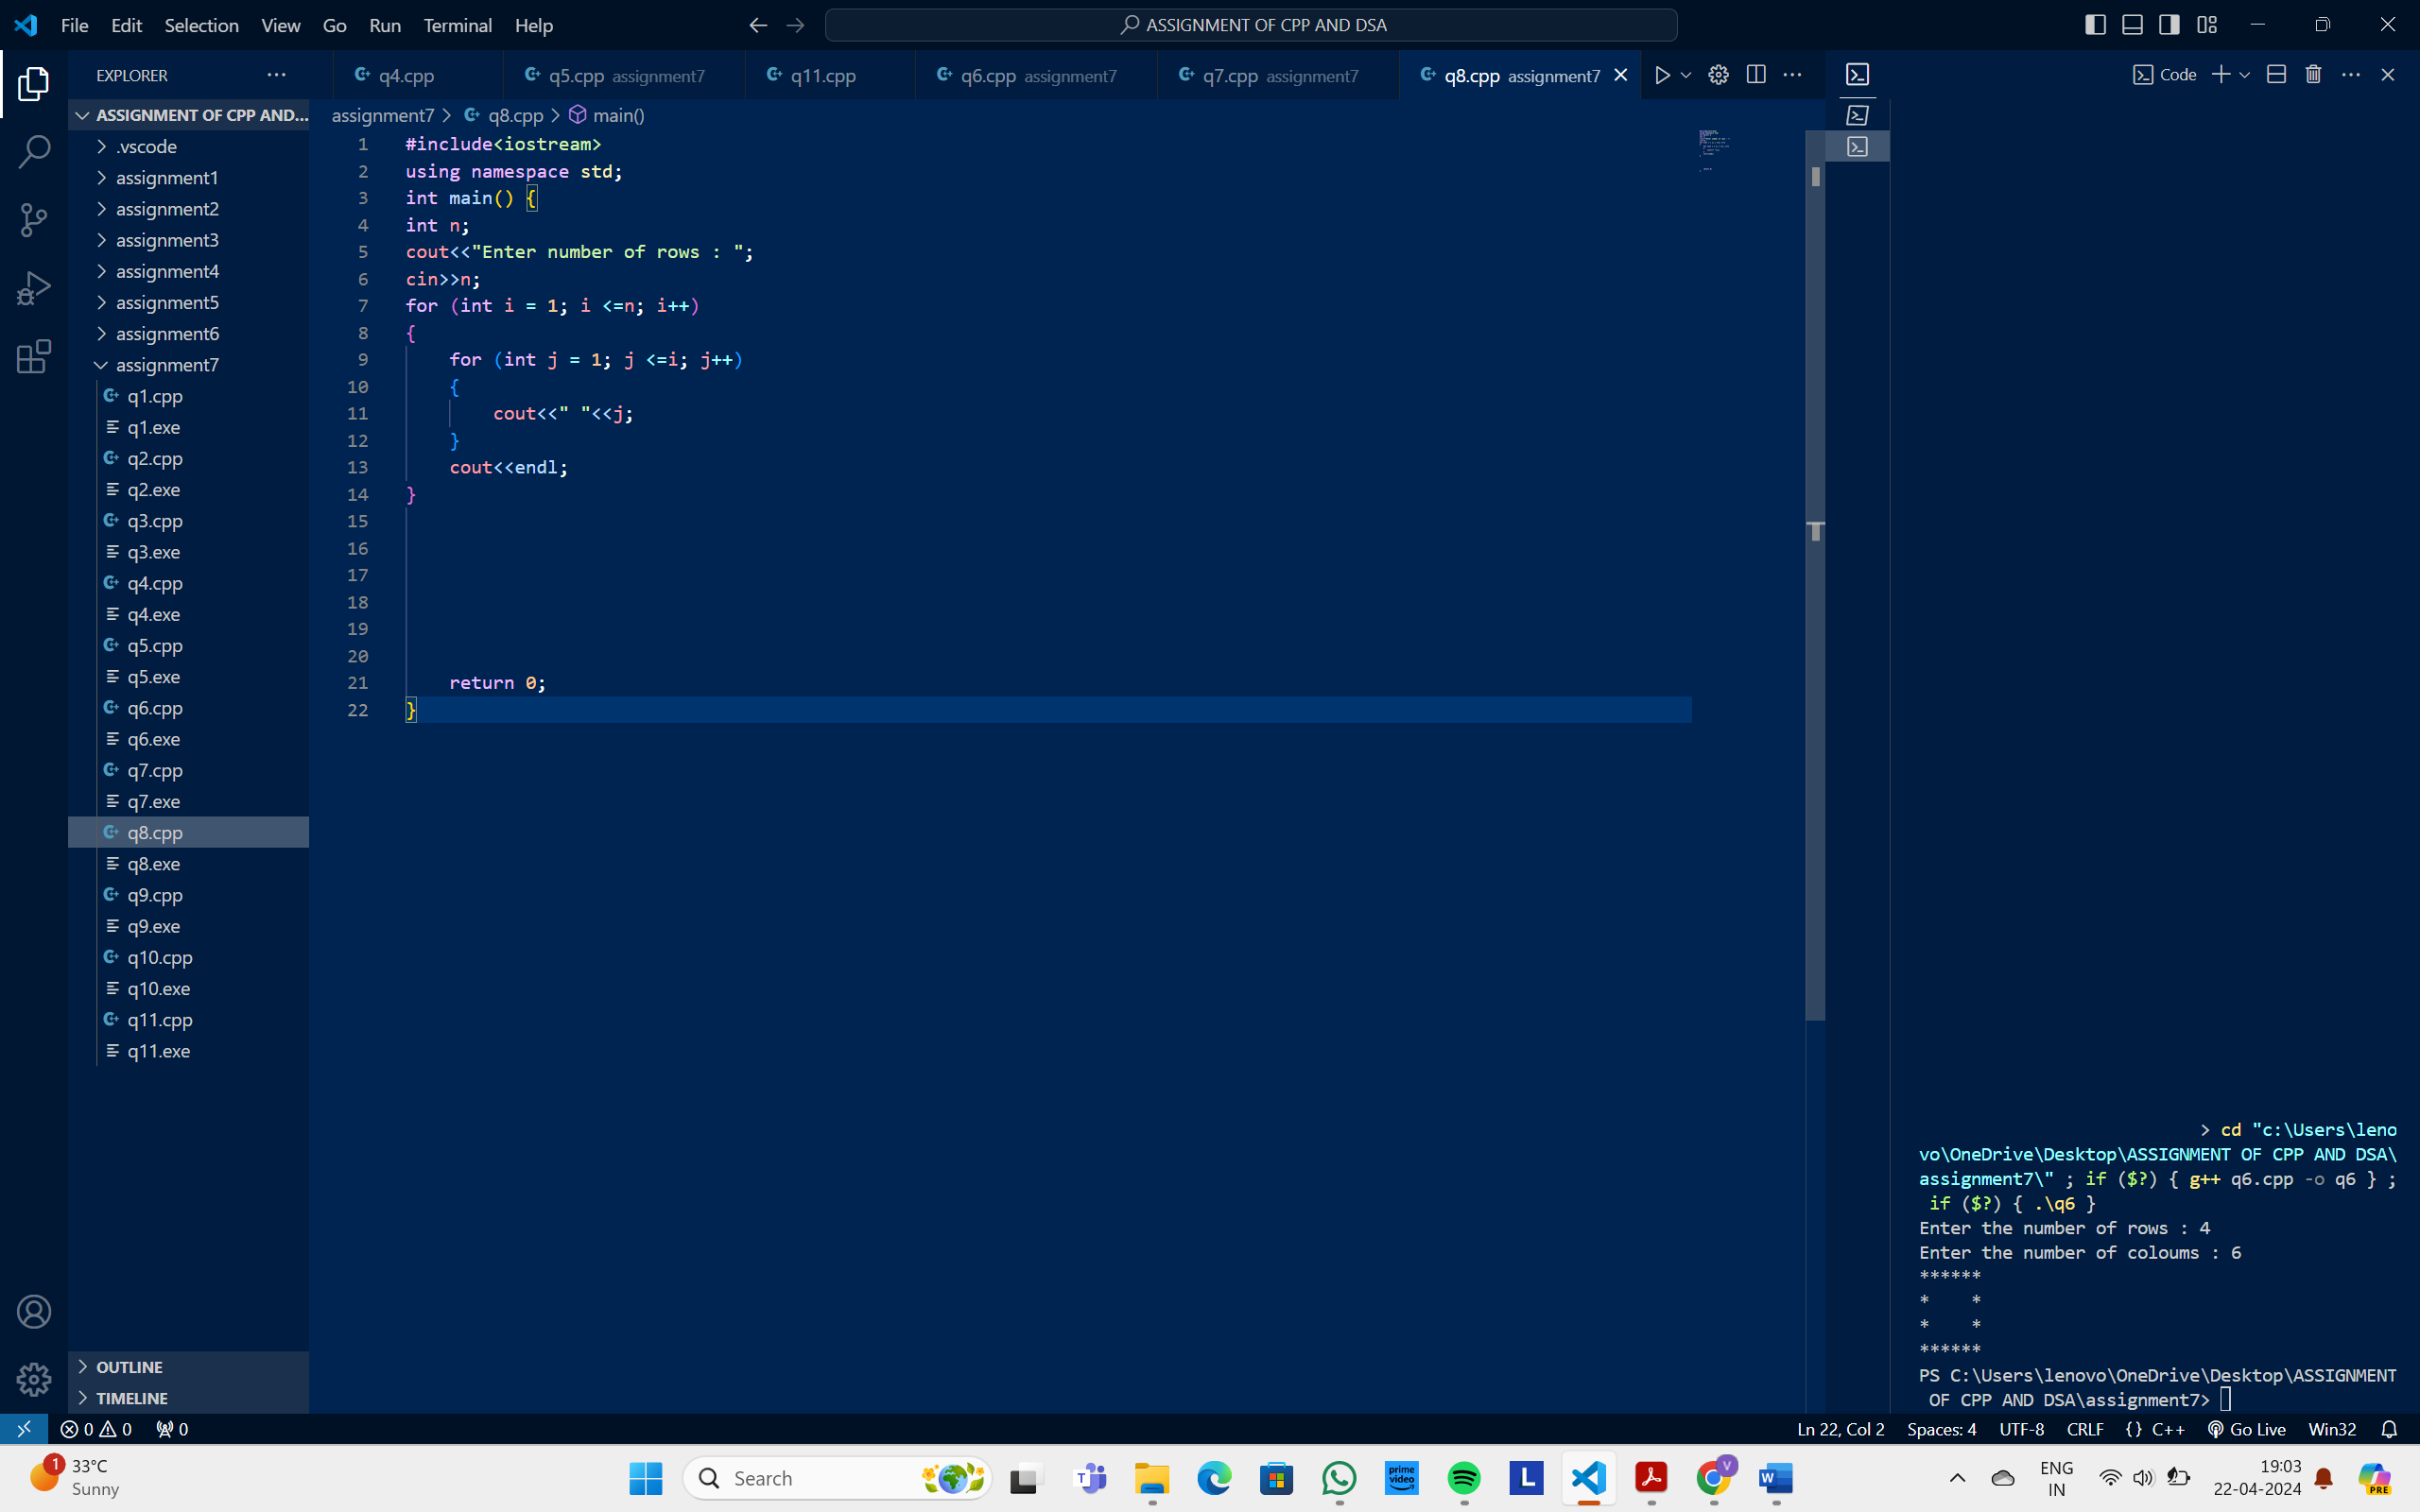 File Edit Selection View Go Run Terminal Help
ASSIGNMENT OF CPP AND DSA
EXPLORER
q4.cpp
q5.cpp assignment7
q11.cpp
q6.cpp assignment7
q7.cpp assignment7
q8.cpp assignment7
Code
ASSIGNMENT OF CPP AND...
.vscode
assignment1
assignment2
assignment3
assignment4
assignment5
assignment6
assignment7
q1.cpp
q1.exe
q2.cpp
q2.exe
q3.cpp
q3.exe
q4.cpp
q4.exe
q5.cpp
q5.exe
q6.cpp
q6.exe
q7.cpp
q7.exe
q8.cpp
q8.exe
q9.cpp
q9.exe
q10.cpp
q10.exe
q11.cpp
q11.exe
OUTLINE
TIMELINE
assignment7 > q8.cpp > main()
1 #include<iostream>
2 using namespace std;
3 int main() {
4 int n;
5 cout<<"Enter number of rows : ";
6 cin>>n;
7 for (int i = 1; i <=n; i++)
8 {
9     for (int j = 1; j <=i; j++)
10     {
11         cout<<" "<<j;
12     }
13     cout<<endl;
14 }
15
16
17
18
19
20
21     return 0;
22 }
> cd "c:\Users\leno
vo\OneDrive\Desktop\ASSIGNMENT OF CPP AND DSA\
assignment7\" ; if ($?) { g++ q6.cpp -o q6 } ;
if ($?) { .\q6 }
Enter the number of rows : 4
Enter the number of coloums : 6
******
*    *
*    *
******
PS C:\Users\lenovo\OneDrive\Desktop\ASSIGNMENT
OF CPP AND DSA\assignment7>
0 0 0
Ln 22, Col 2 Spaces: 4 UTF-8 CRLF {} C++ Go Live Win32
1
33°C
Sunny
Search
T
prime video
L
V
W
ENG
IN
19:03
22-04-2024
PRE